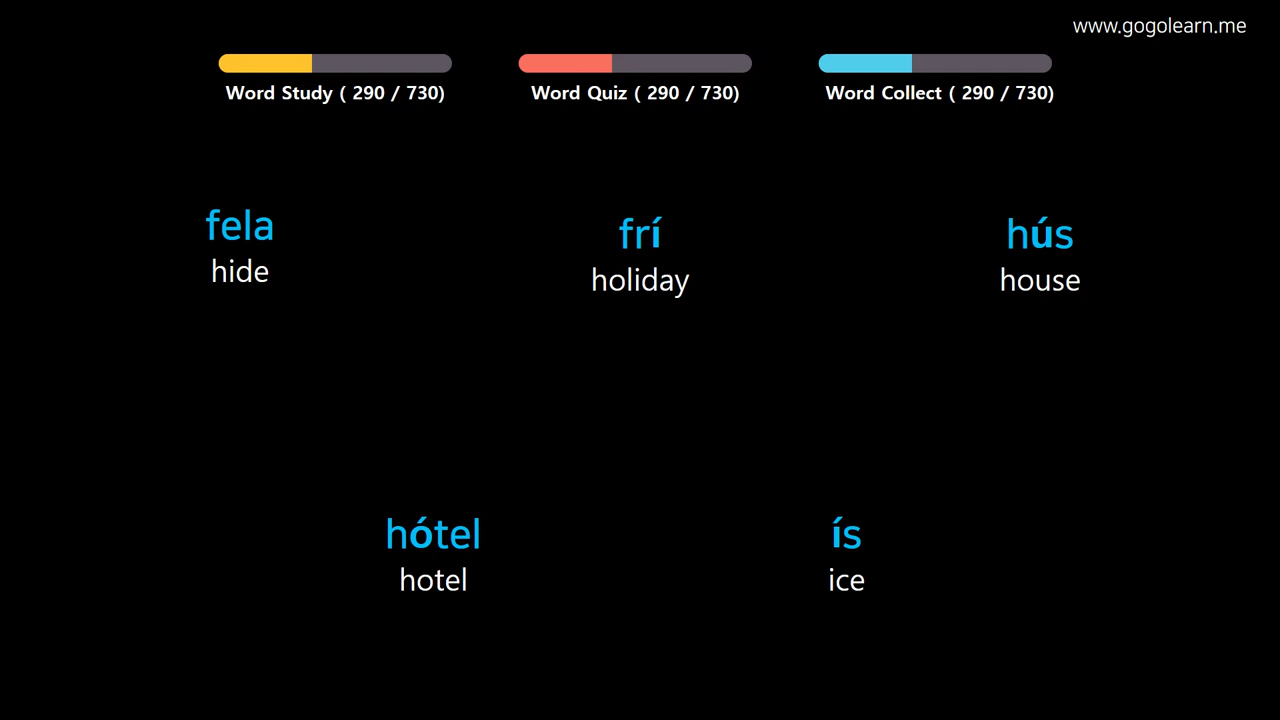 www.gogolearn.me
Word Study ( 290 / 730)
Word Quiz ( 290 / 730)
Word Collect ( 290 / 730)
fela
hide
frí
holiday
hús
house
hótel
hotel
ís
ice